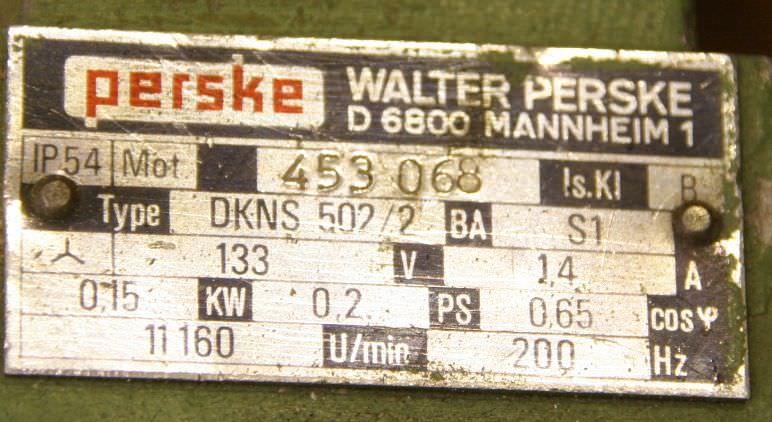 perske WALTER PERSKE
D 6800 MANNHEIM 1
IP54 Mot 453 068 Is.Kl B
Type DKNS 502/2 BA S1
133 V 1,4 A
0,15 KW 0,2 PS 0,65 cosφ
11160 U/min 200 Hz